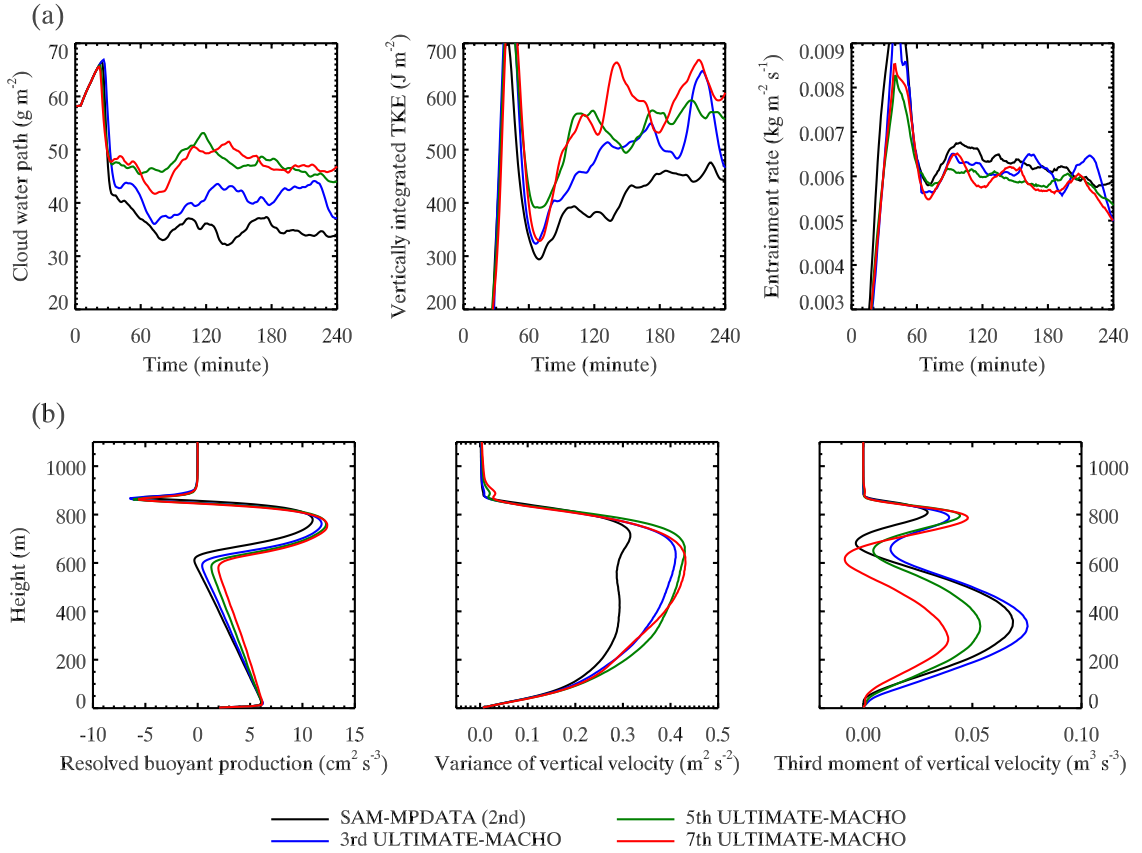 (a)
70
60
50
40
30
20
Cloud water path (g m⁻²)
0 60 120 180 240
Time (minute)
700
600
500
400
300
200
Vertically integrated TKE (J m⁻²)
0 60 120 180 240
Time (minute)
0.009
0.008
0.007
0.006
0.005
0.004
0.003
Entrainment rate (kg m⁻² s⁻¹)
0 60 120 180 240
Time (minute)
(b)
1000
800
600
400
200
0
Height (m)
-10 -5 0 5 10 15
Resolved buoyant production (cm² s⁻³)
0.0 0.1 0.2 0.3 0.4 0.5
Variance of vertical velocity (m² s⁻²)
1000
800
600
400
200
0
0.00 0.05 0.10
Third moment of vertical velocity (m³ s⁻³)
SAM-MPDATA (2nd)
3rd ULTIMATE-MACHO
5th ULTIMATE-MACHO
7th ULTIMATE-MACHO